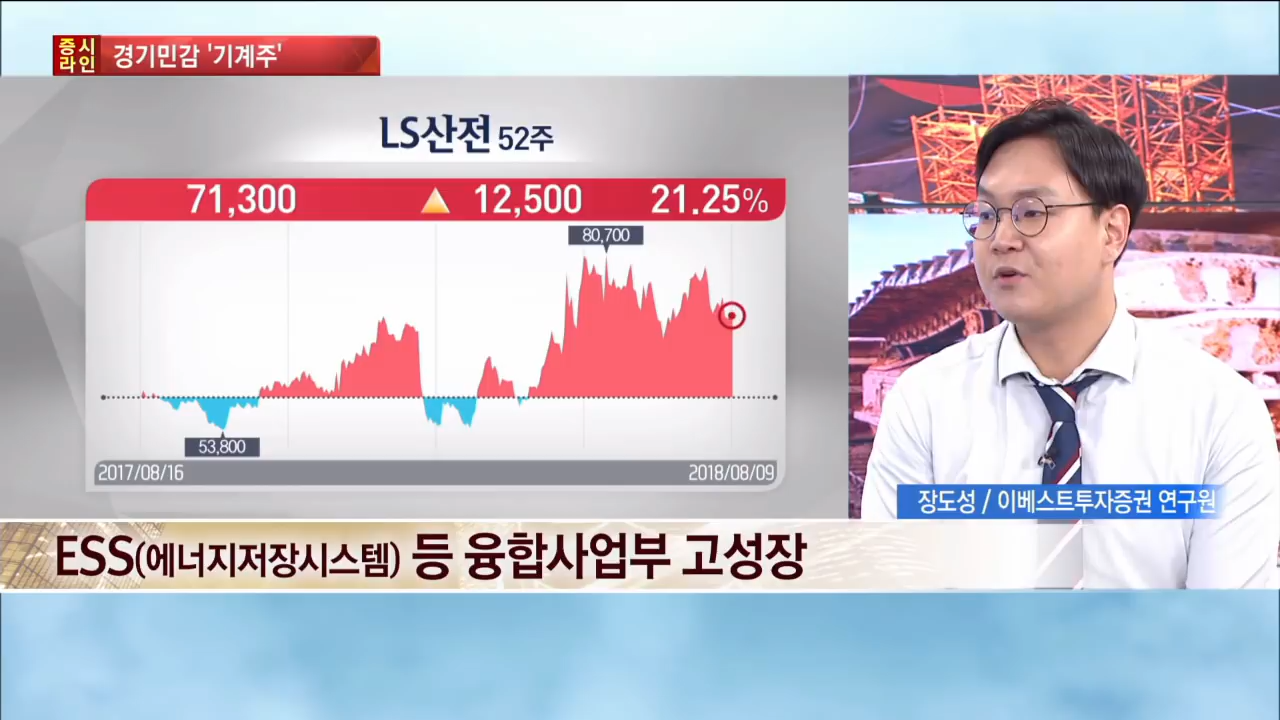 증시
라인
경기민감 '기계주'
LS산전 52주
71,300 ▲ 12,500 21.25%
80,700
53,800
2017/08/16 2018/08/09
장도성 / 이베스트투자증권 연구원
ESS(에너지저장시스템) 등 융합사업부 고성장